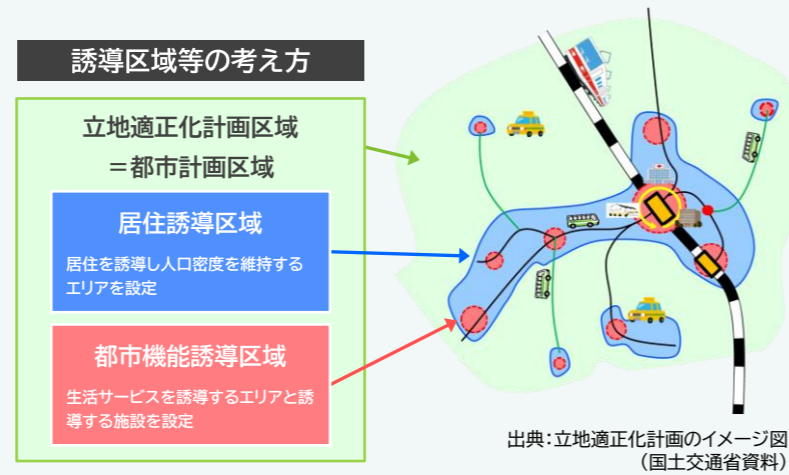 誘導区域等の考え方
立地適正化計画区域
＝都市計画区域
居住誘導区域
居住を誘導し人口密度を維持する
エリアを設定
都市機能誘導区域
生活サービスを誘導するエリアと誘
導する施設を設定
出典：立地適正化計画のイメージ図
（国土交通省資料）